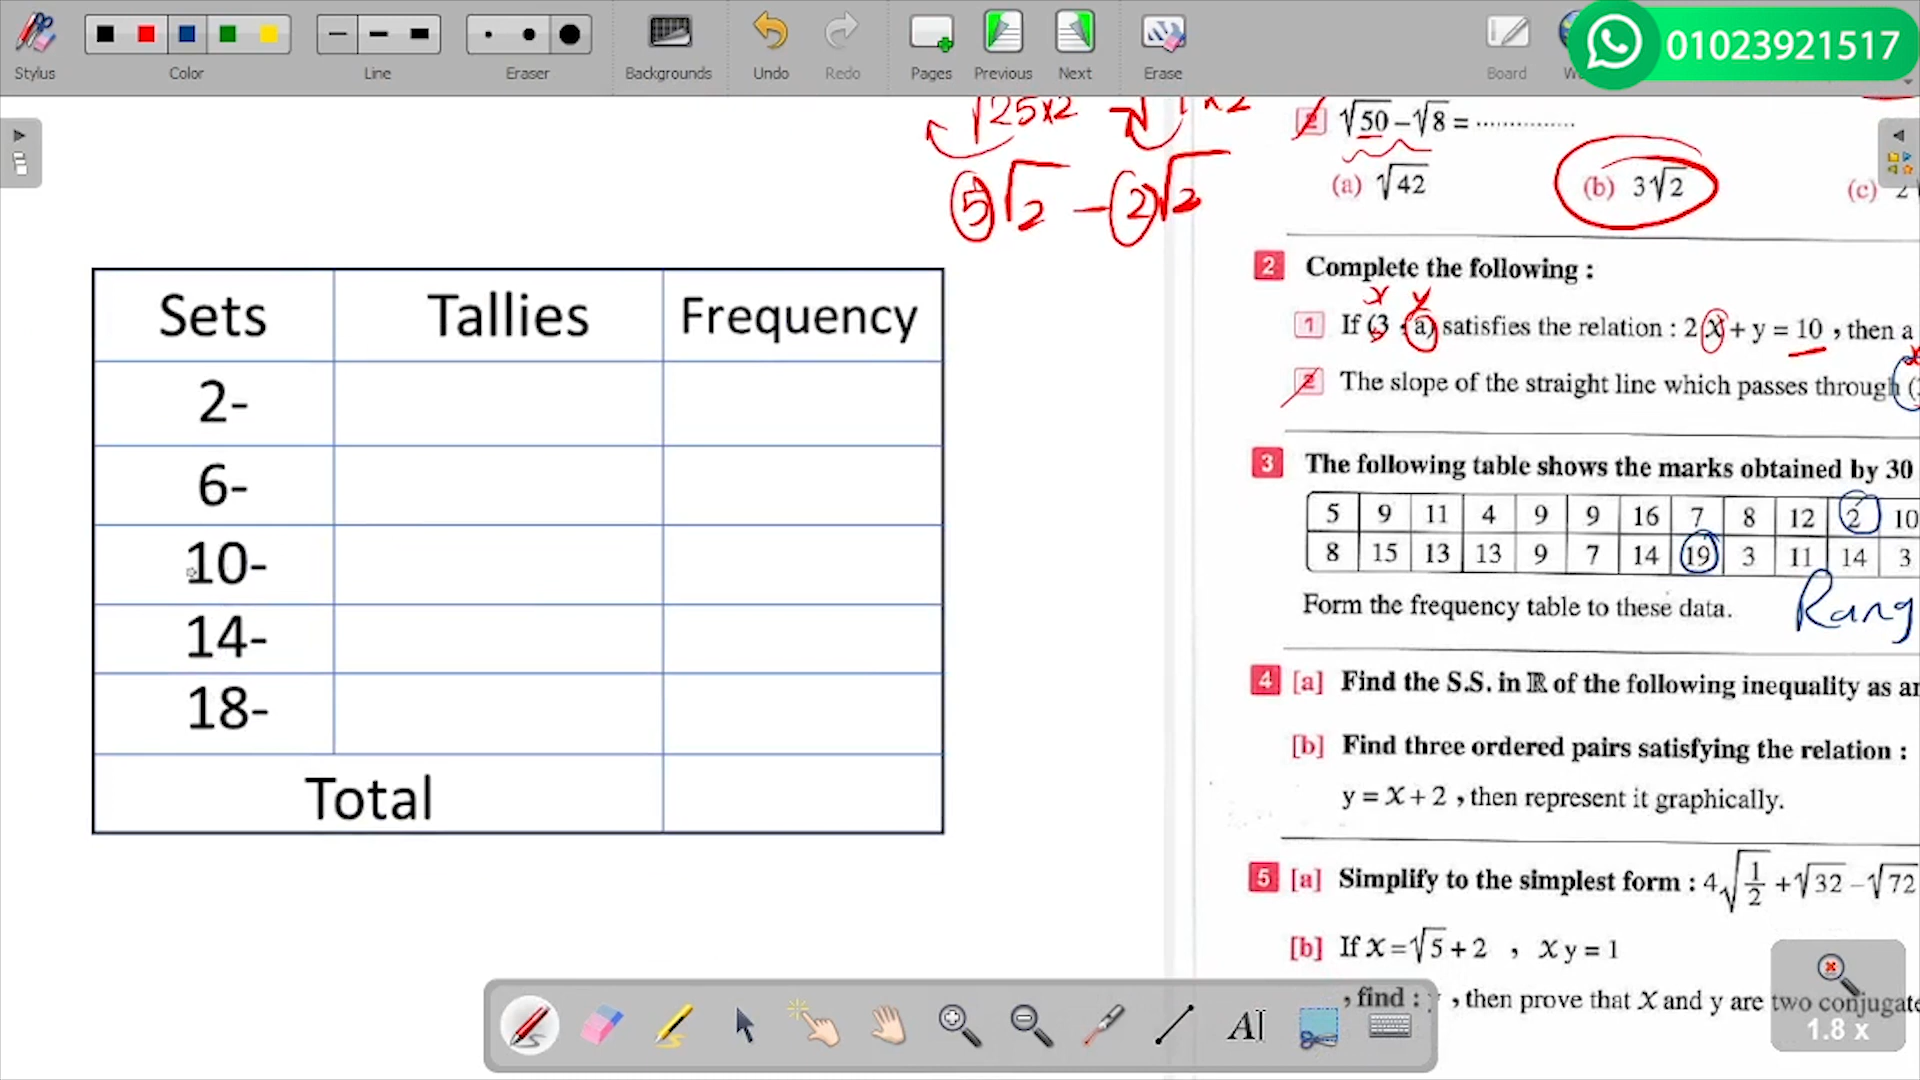 Stylus Color Line Eraser Backgrounds Undo Redo Pages Previous Next Erase Board
01023921517
√25×2
5√2 - 2√2
2 √50 - √8 = ...............
(a) √42 (b) 3√2 (c)
2 Complete the following :
x y
1 If (3 , a) satisfies the relation : 2 X + y = 10 , then a
2 The slope of the straight line which passes through (
3 The following table shows the marks obtained by 30
5 9 11 4 9 9 16 7 8 12 2 10
8 15 13 13 9 7 14 19 3 11 14 3
Form the frequency table to these data. Rang
4 [a] Find the S.S. in ℝ of the following inequality as
[b] Find three ordered pairs satisfying the relation :
y = X + 2 , then represent it graphically.
5 [a] Simplify to the simplest form : 4√1/2 + √32 - √72
[b] If X = √5 + 2 , X y = 1
, find : y , then prove that X and y are two conjugate
Sets Tallies Frequency
2-
6-
10-
14-
18-
Total
1.8 x